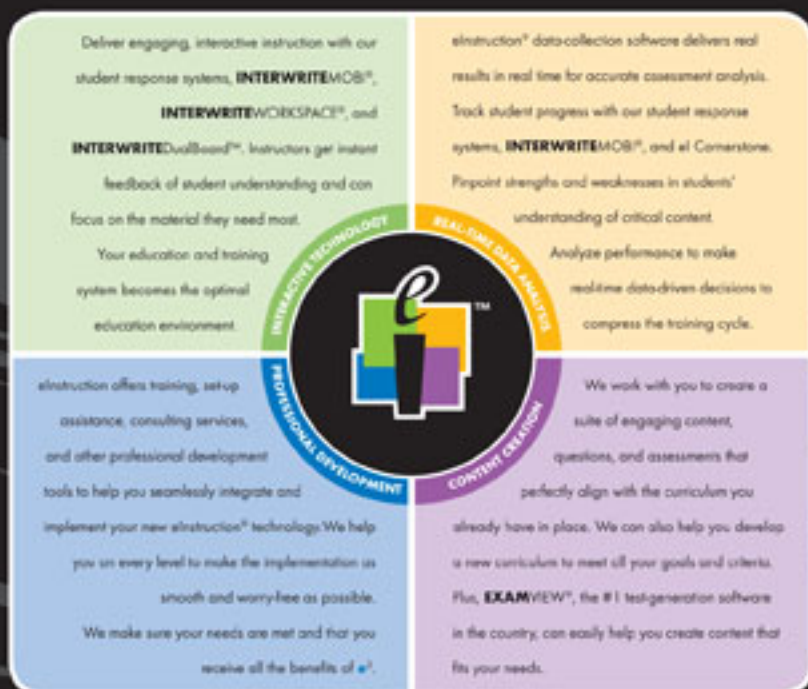 Deliver engaging, interactive instruction with our
student response systems, INTERWRITEMOBI®,
INTERWRITEWORKSPACE®, and
INTERWRITEDualBoard™. Instructors get instant
feedback of student understanding and can
focus on the material they need most.
Your education and training
system becomes the optimal
education environment.
eInstruction® data-collection software delivers real
results in real time for accurate assessment analysis.
Track student progress with our student response
systems, INTERWRITEMOBI®, and eI Cornerstone.
Pinpoint strengths and weaknesses in students'
understanding of critical content.
Analyze performance to make
real-time data-driven decisions to
compress the training cycle.
INTERACTIVE TECHNOLOGY
REAL-TIME DATA ANALYSIS
ei™
PROFESSIONAL DEVELOPMENT
CONTENT CREATION
eInstruction offers training, set-up
assistance, consulting services,
and other professional development
tools to help you seamlessly integrate and
implement your new eInstruction® technology. We help
you on every level to make the implementation as
smooth and worry-free as possible.
We make sure your needs are met and that you
receive all the benefits of
We work with you to create a
suite of engaging content,
questions, and assessments that
perfectly align with the curriculum you
already have in place. We can also help you develop
a new curriculum to meet all your goals and criteria.
Plus, EXAMVIEW®, the #1 test-generation software
in the country, can easily help you create content that
fits your needs.